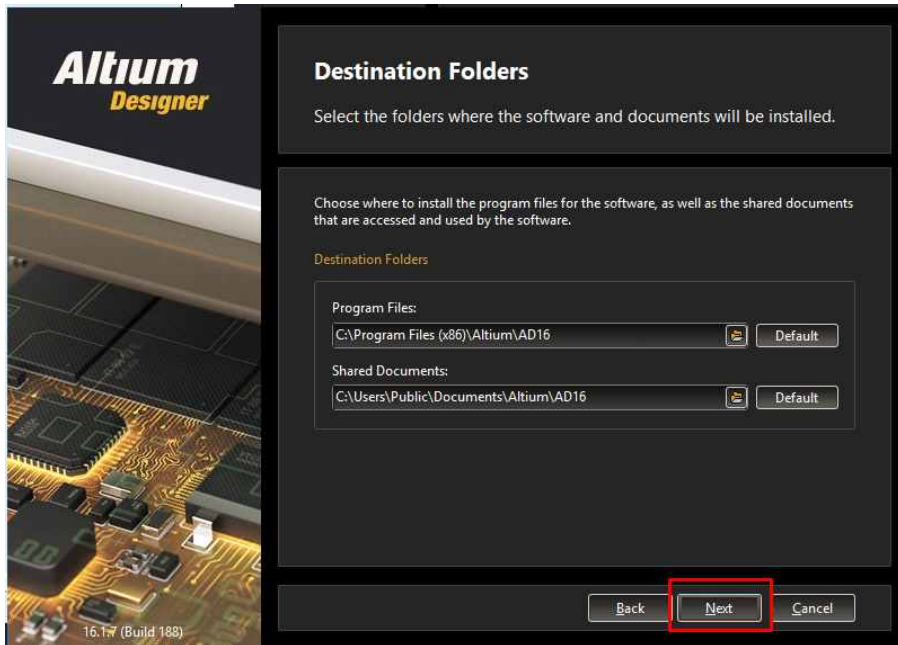 Altium
Designer
Destination Folders
Select the folders where the software and documents will be installed.
Choose where to install the program files for the software, as well as the shared documents
that are accessed and used by the software.
Destination Folders
Program Files:
C:\Program Files (x86)\Altium\AD16
Default
Shared Documents:
C:\Users\Public\Documents\Altium\AD16
Default
Back Next Cancel
16.1.7 (Build 188)